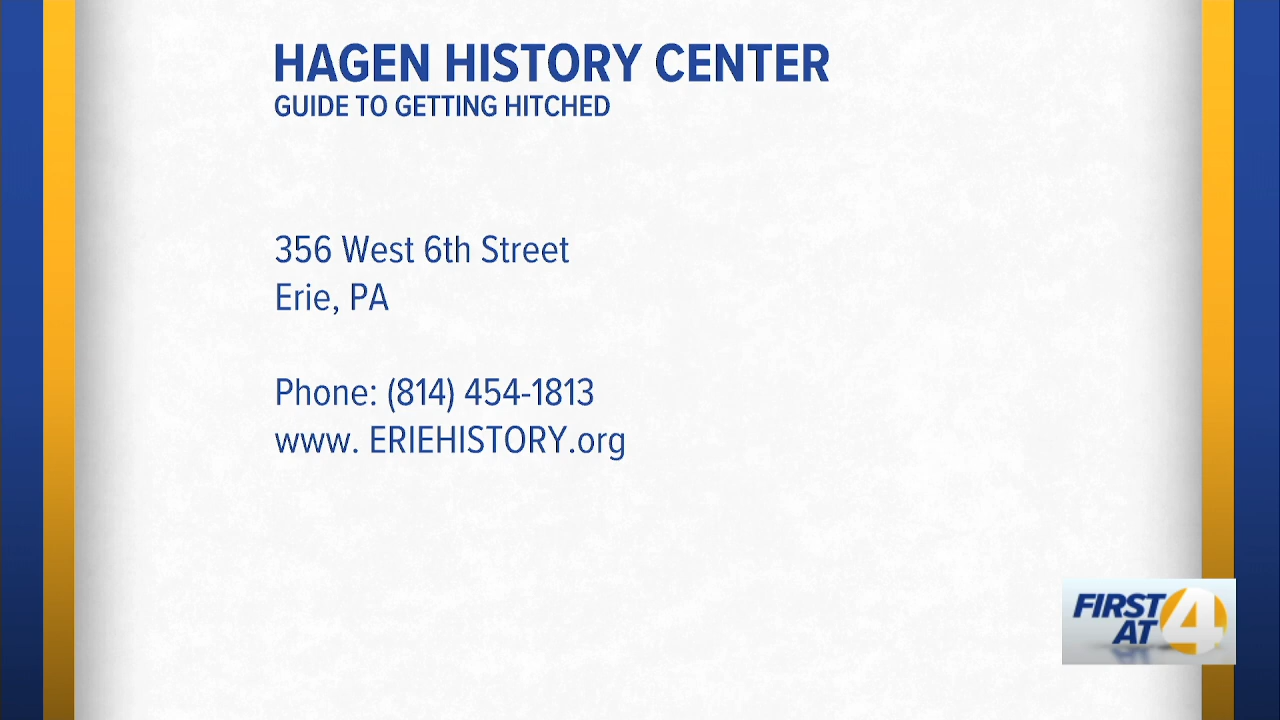 HAGEN HISTORY CENTER
GUIDE TO GETTING HITCHED
356 West 6th Street
Erie, PA
Phone: (814) 454-1813
www. ERIEHISTORY.org
FIRST
AT 4